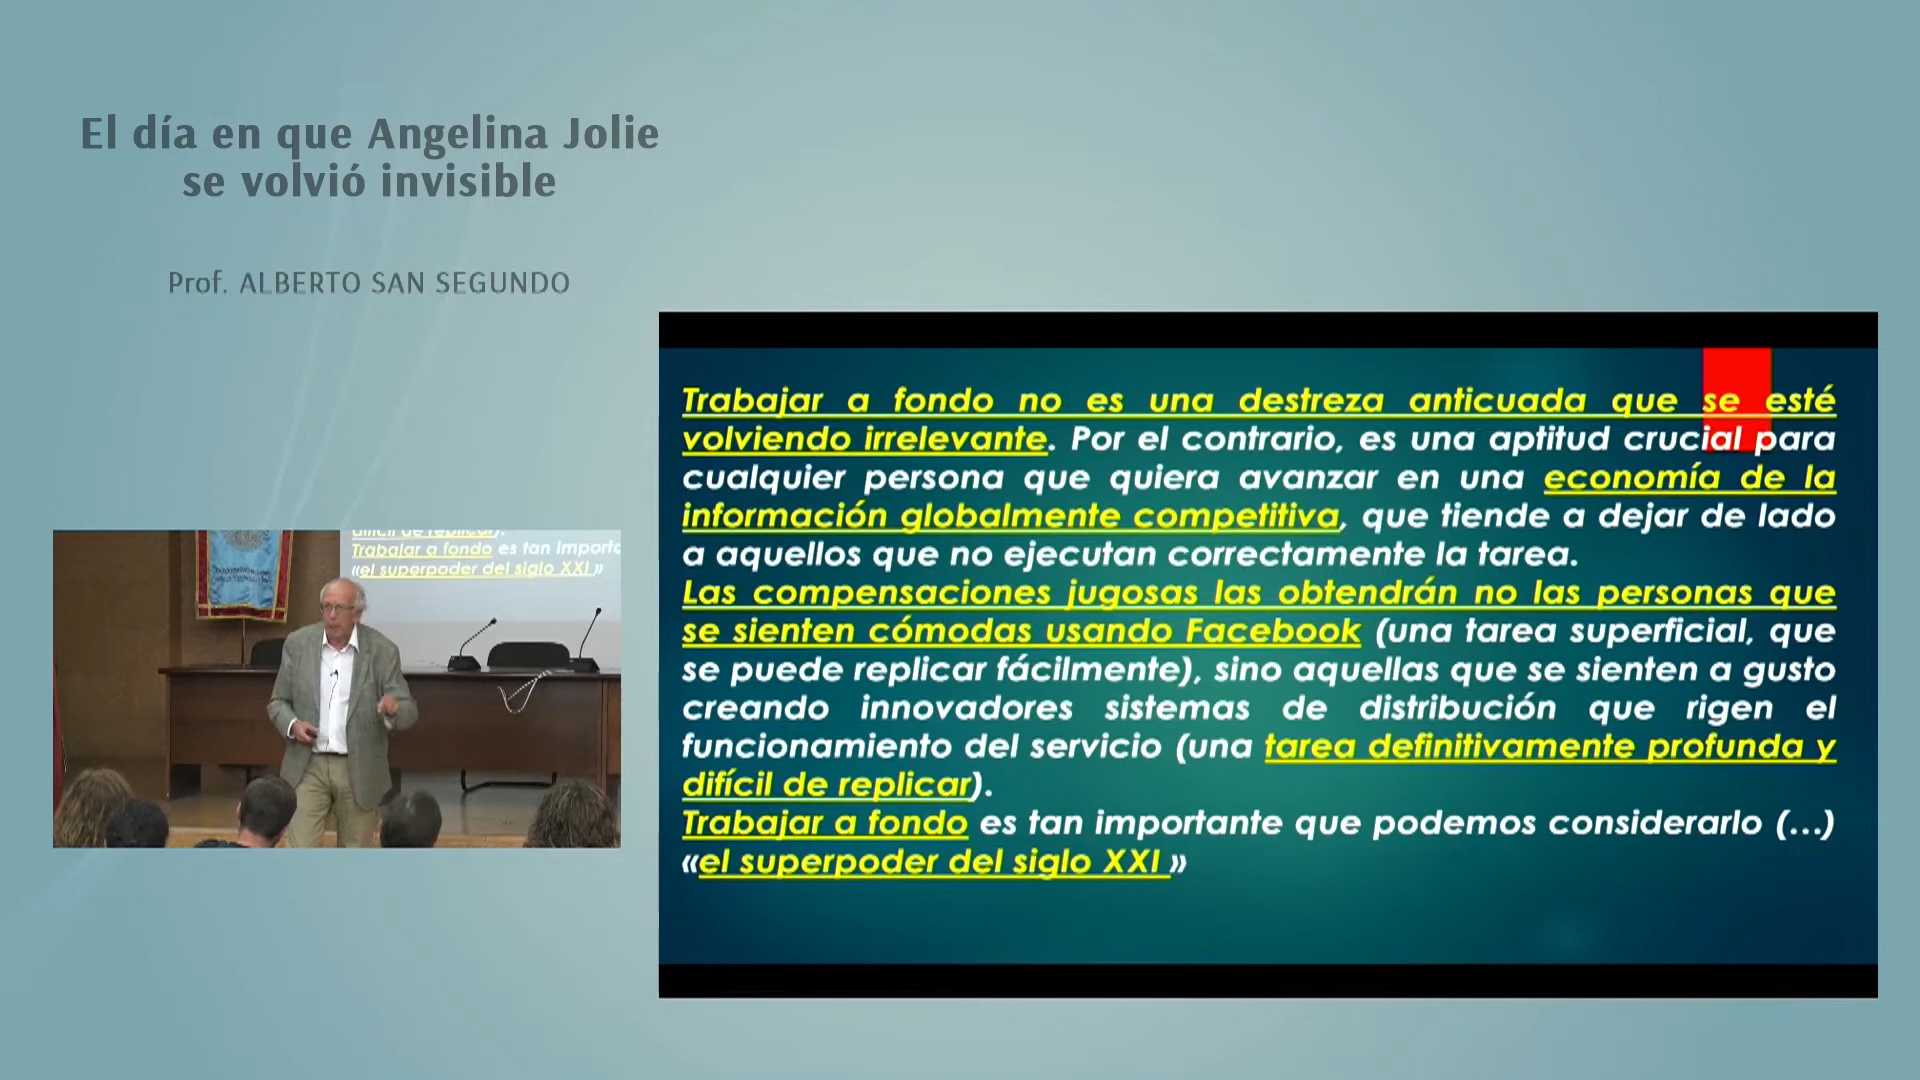 El día en que Angelina Jolie
se volvió invisible
Prof. ALBERTO SAN SEGUNDO
Trabajar a fondo no es una destreza anticuada que se esté
volviendo irrelevante. Por el contrario, es una aptitud crucial para
cualquier persona que quiera avanzar en una economía de la
información globalmente competitiva, que tiende a dejar de lado
a aquellos que no ejecutan correctamente la tarea.
Las compensaciones jugosas las obtendrán no las personas que
se sienten cómodas usando Facebook (una tarea superficial, que
se puede replicar fácilmente), sino aquellas que se sienten a gusto
creando innovadores sistemas de distribución que rigen el
funcionamiento del servicio (una tarea definitivamente profunda y
difícil de replicar).
Trabajar a fondo es tan importante que podemos considerarlo (...)
«el superpoder del siglo XXI »
difícil de replicar).
Trabajar a fondo es tan importa
«el superpoder del siglo XXI »